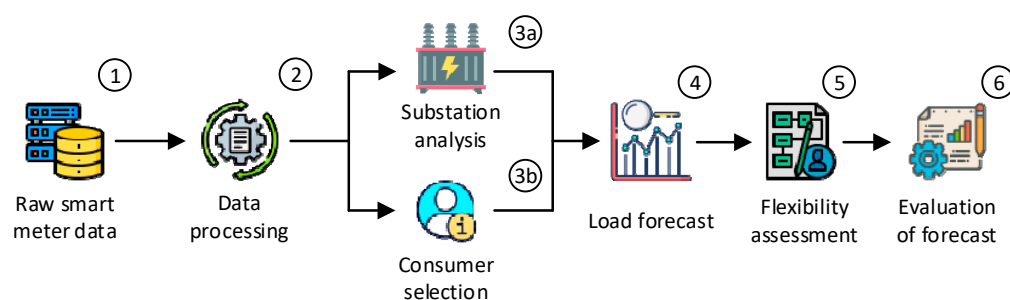 1
Raw smart
meter data
2
Data
processing
3a
Substation
analysis
3b
Consumer
selection
4
Load forecast
5
Flexibility
assessment
6
Evaluation
of forecast